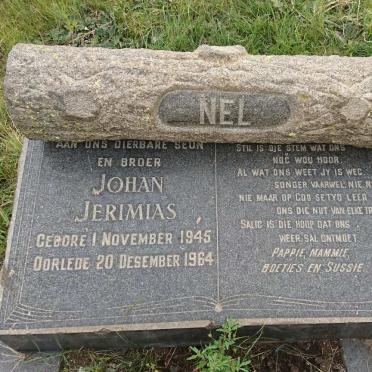 NEL
AAN ONS DIERBARE SEUN
EN BROER
JOHAN
JERIMIAS
GEBORE 1 NOVEMBER 1945
OORLEDE 20 DESEMBER 1964
STIL IS DIE STEM WAT ONS
NOG WOU HOOR.
AL WAT ONS WEET JY IS WEG
SONDER VAARWEL
NIE MAAR OP GOD SETYD LEER
ONS DIE NUT VAN ELKE
SALIG IS DIE HOOP DAT ONS
WEER SAL ONTMOET
PAPPIE, MAMMIE,
BOETIES EN SUSSIE.